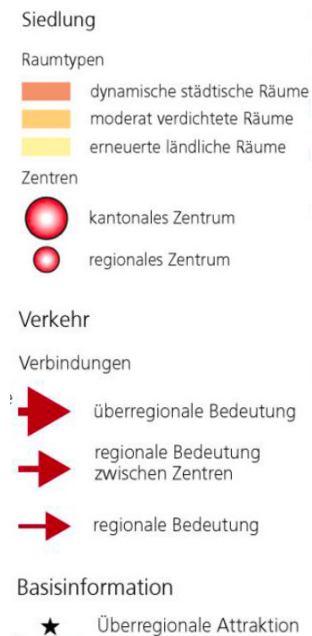 Siedlung
Raumtypen
dynamische städtische Räume
moderat verdichtete Räume
erneuerte ländliche Räume
Zentren
kantonales Zentrum
regionales Zentrum
Verkehr
Verbindungen
überregionale Bedeutung
regionale Bedeutung
zwischen Zentren
regionale Bedeutung
Basisinformation
Überregionale Attraktion